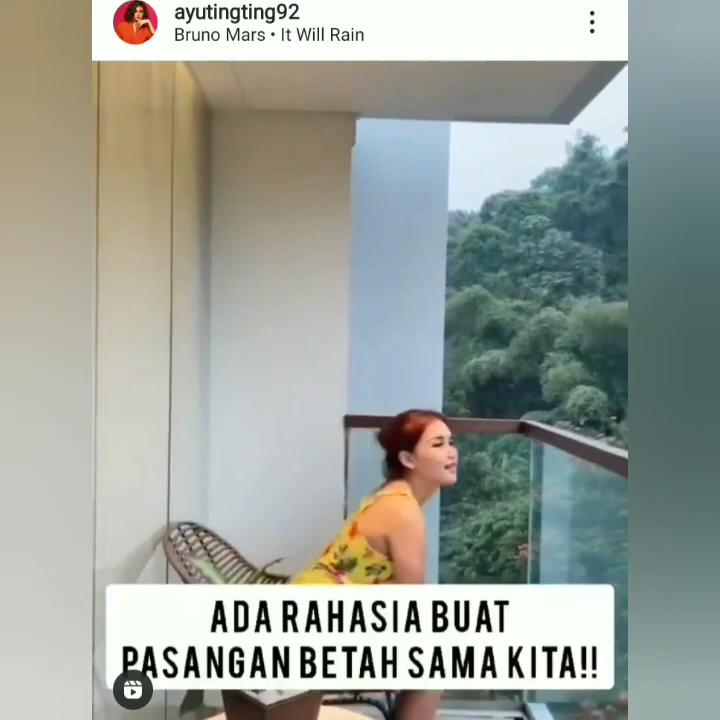 ayutingting92
Bruno Mars • It Will Rain
ADA RAHASIA BUAT
PASANGAN BETAH SAMA KITA!!